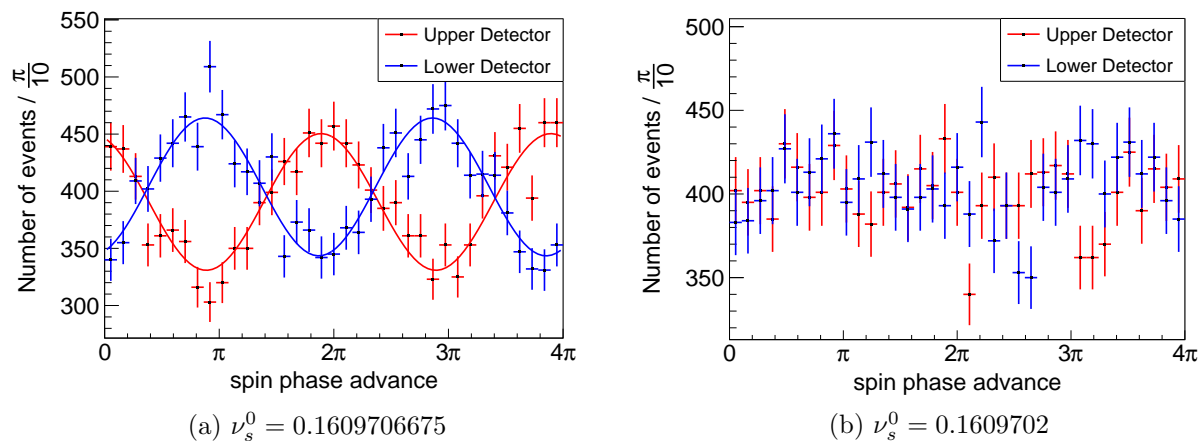 Number of events / π/10
550
500
450
400
350
300
0
π
2π
3π
4π
spin phase advance
Upper Detector
Lower Detector
(a) ν_s^0 = 0.1609706675
Number of events / π/10
500
450
400
350
0
π
2π
3π
4π
spin phase advance
Upper Detector
Lower Detector
(b) ν_s^0 = 0.1609702